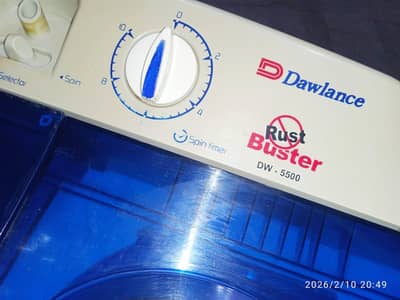 0
2
4
8
10
Selector
Spin
Spin timer
Dawlance
Rust
Buster
DW - 5500
2026/2/10 20:49